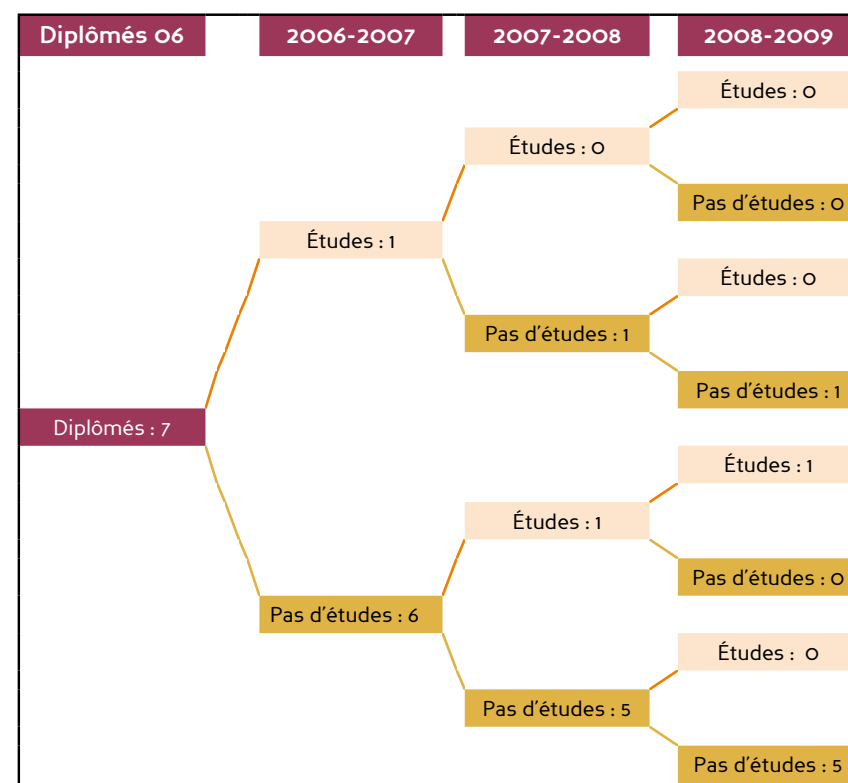 Diplômés 06 2006-2007 2007-2008 2008-2009
Études : 0
Études : 0
Pas d'études : 0
Études : 1
Études : 0
Pas d'études : 1
Pas d'études : 1
Diplômés : 7
Études : 1
Études : 1
Pas d'études : 0
Pas d'études : 6
Études : 0
Pas d'études : 5
Pas d'études : 5